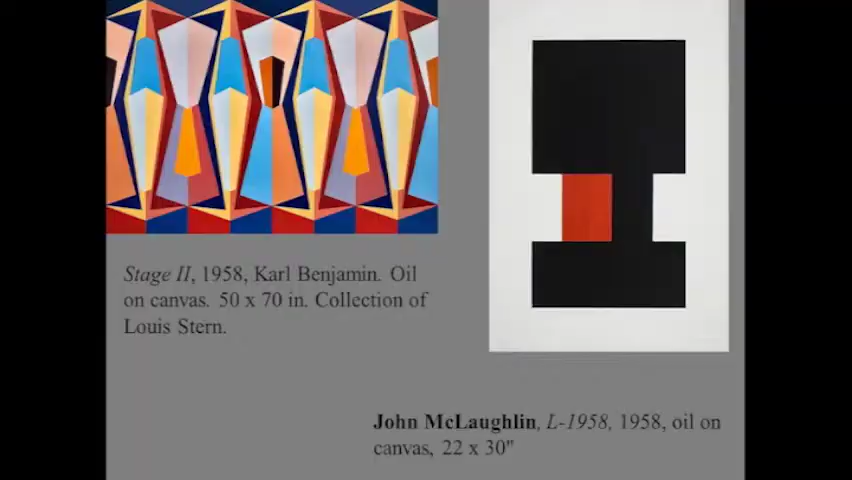 Stage II, 1958, Karl Benjamin. Oil
on canvas. 50 x 70 in. Collection of
Louis Stern.
John McLaughlin, L-1958, 1958, oil on
canvas, 22 x 30"